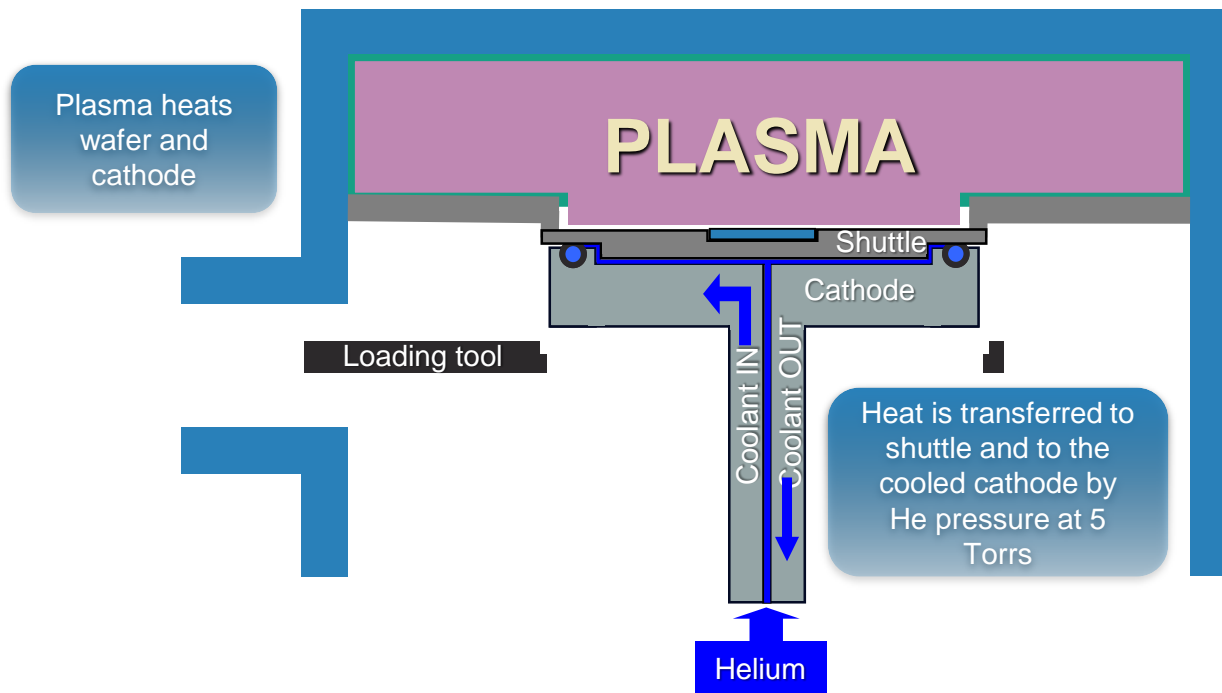 Plasma heats
wafer and
cathode
PLASMA
Shuttle
Cathode
Loading tool
Coolant IN
Coolant OUT
Heat is transferred to
shuttle and to the
cooled cathode by
He pressure at 5
Torrs
Helium